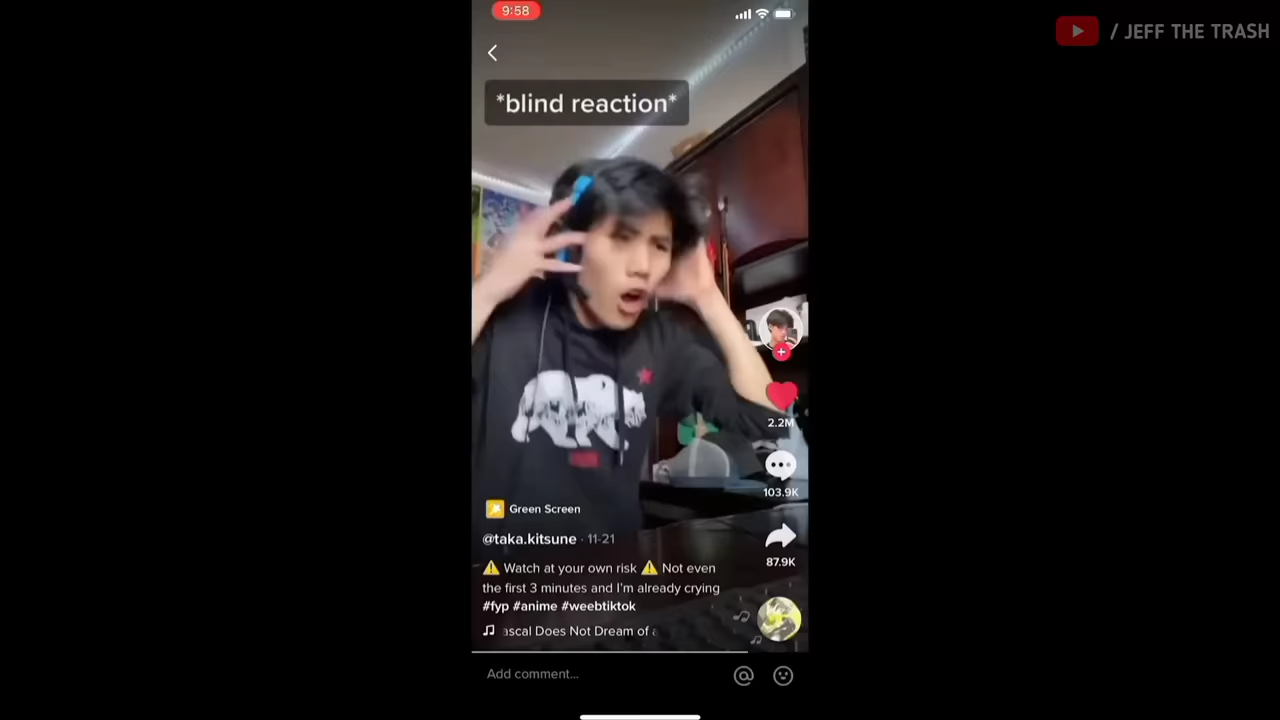 9:58
/ JEFF THE TRASH
*blind reaction*
2.2M
103.9K
Green Screen
@taka.kitsune · 11-21
87.9K
⚠️ Watch at your own risk ⚠️ Not even
the first 3 minutes and I'm already crying
#fyp #anime #weebtiktok
ascal Does Not Dream of
Add comment...